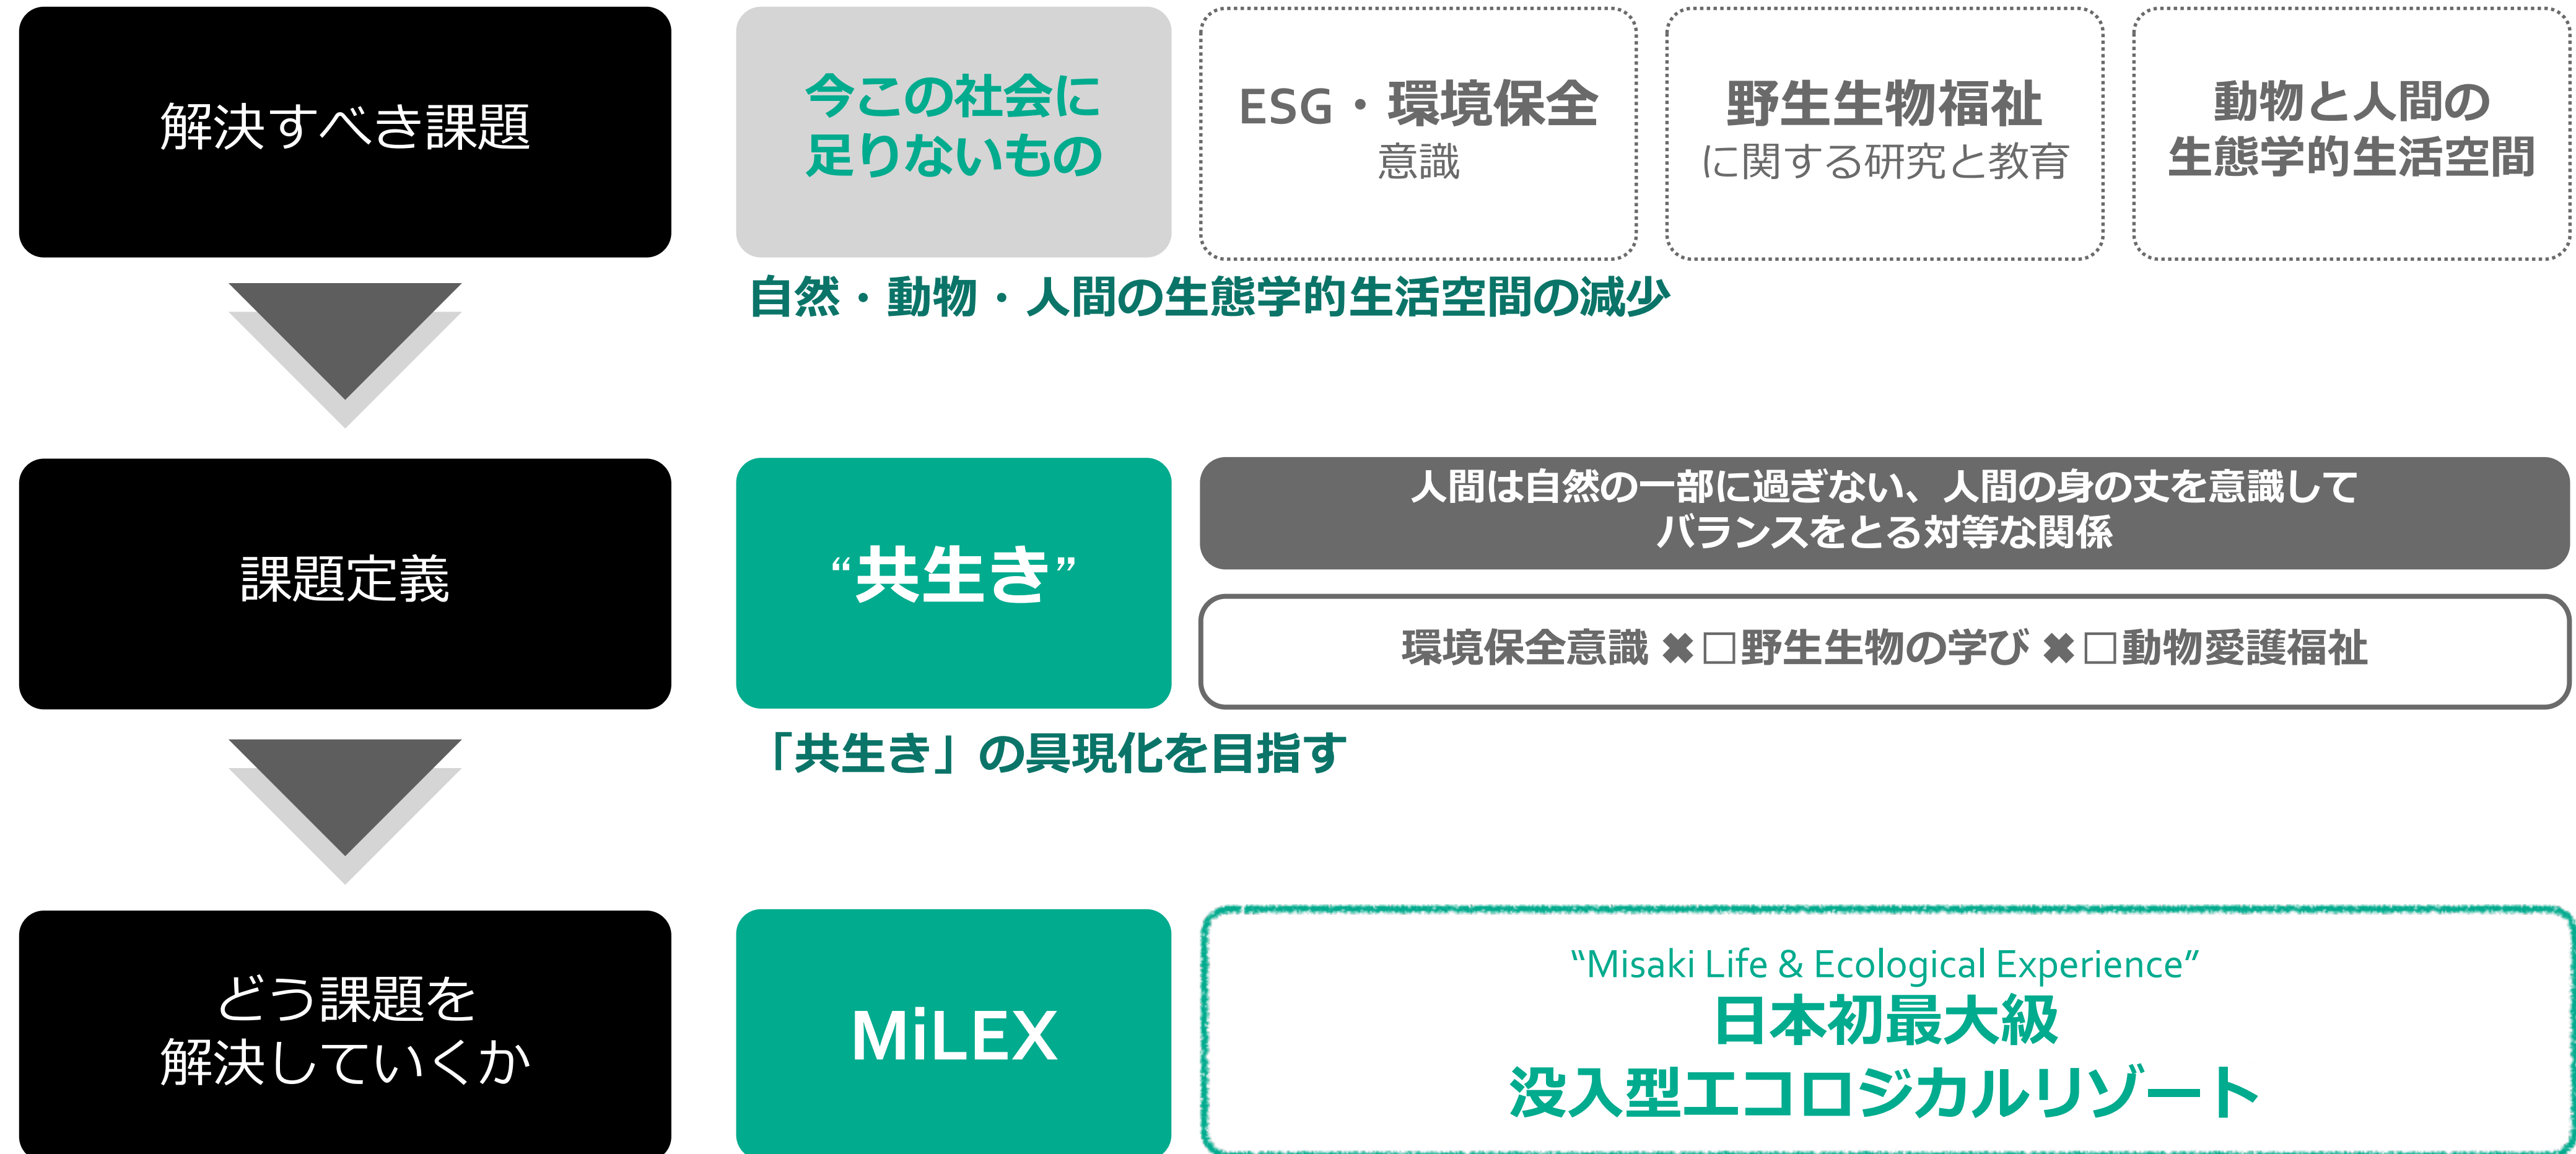 解決すべき課題
今この社会に
足りないもの
ESG・環境保全
意識
野生生物福祉
に関する研究と教育
動物と人間の
生態学的生活空間
自然・動物・人間の生態学的生活空間の減少
課題定義
“共生き”
人間は自然の一部に過ぎない、人間の身の丈を意識して
バランスをとる対等な関係
環境保全意識 ✖□野生生物の学び ✖□動物愛護福祉
「共生き」の具現化を目指す
どう課題を
解決していくか
MiLEX
“Misaki Life & Ecological Experience”
日本初最大級
没入型エコロジカルリゾート